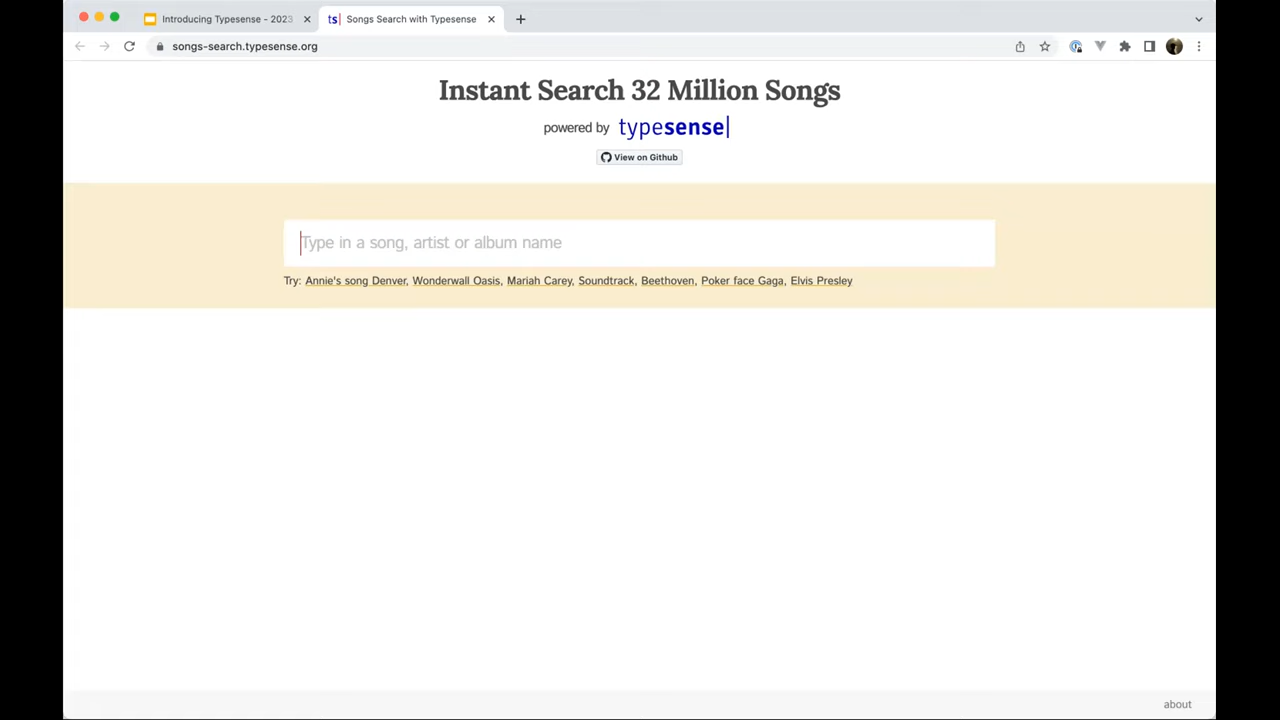 Introducing Typesense - 2023
ts| Songs Search with Typesense
songs-search.typesense.org
Instant Search 32 Million Songs
powered by typesense|
View on Github
Type in a song, artist or album name
Try: Annie's song Denver, Wonderwall Oasis, Mariah Carey, Soundtrack, Beethoven, Poker face Gaga, Elvis Presley
about